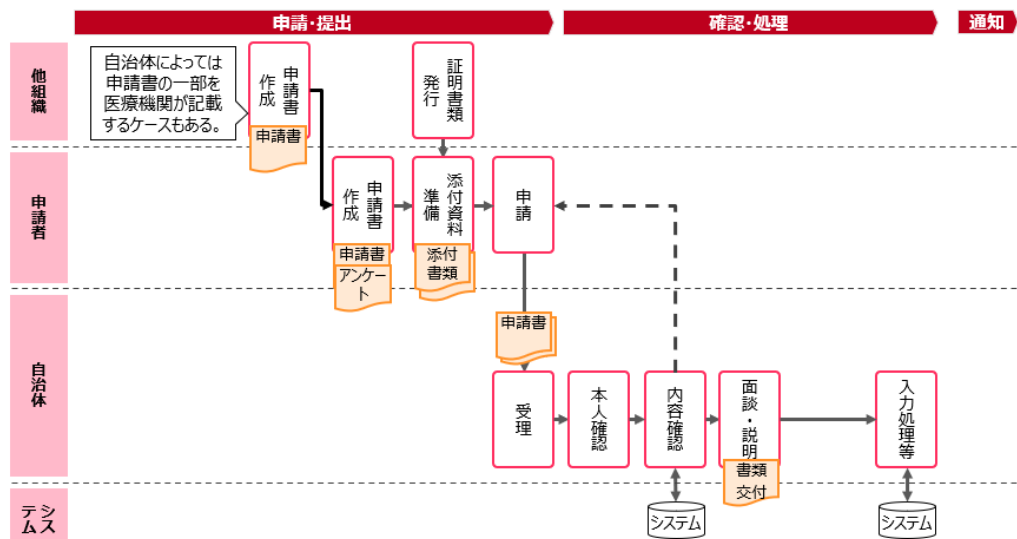 申請・提出
確認・処理
通知
他組織
自治体によっては
申請書の一部を
医療機関が記載
するケースもある。
申請書
作成
申請書
証明書類
発行
申請者
申請書
作成
申請書
アンケー
ト
添付資料
準備
添付
書類
申請
自治体
申請書
受理
本人確認
内容確認
面談・説明
書類
交付
入力処理等
シス
テム
システム
システム